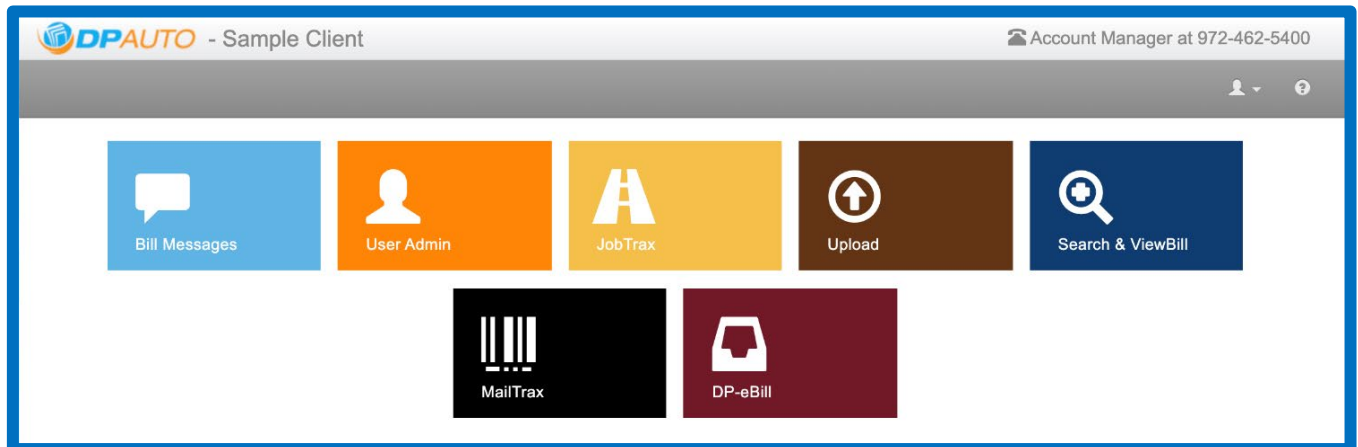 DPAUTO - Sample Client
Account Manager at 972-462-5400
Bill Messages
User Admin
JobTrax
Upload
Search & ViewBill
MailTrax
DP-eBill